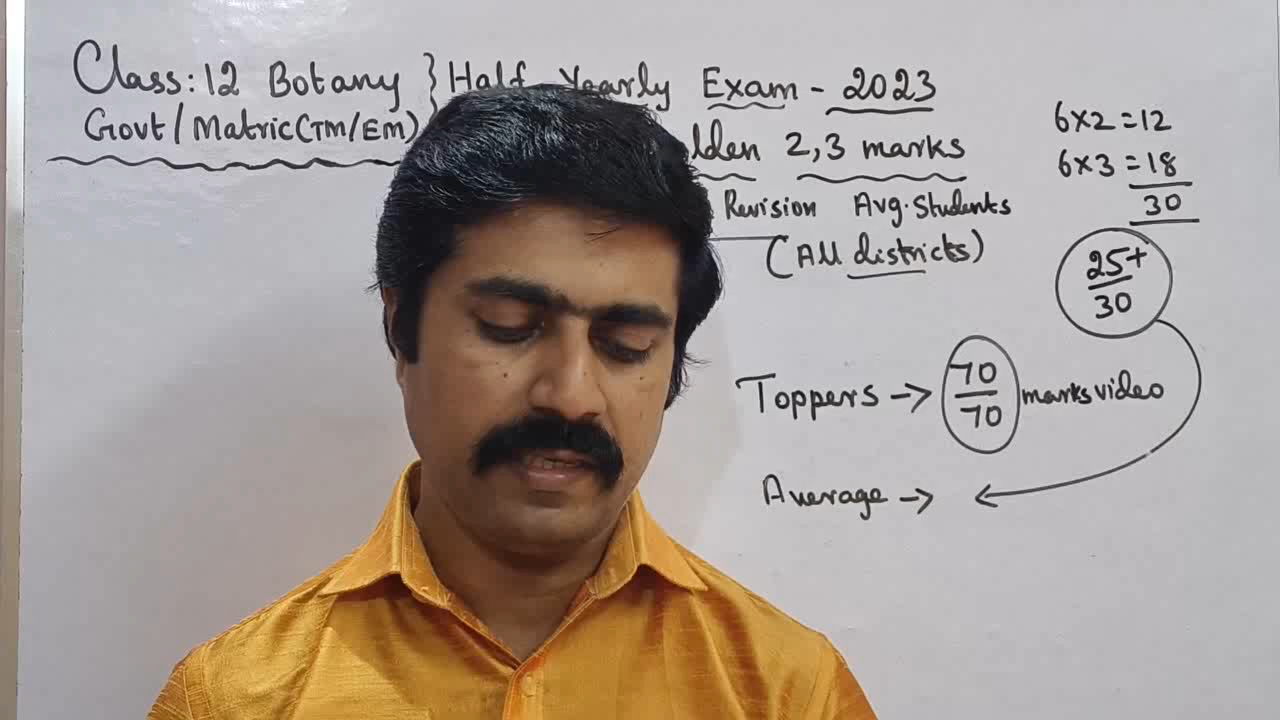 Class: 12 Botany } Half Yearly Exam - 2023
Govt/Matric(TM/EM)
2,3 marks
Revision Avg. Students
(All districts)
6×2=12
6×3=18
30
25+
30
Toppers → 70/70 marks video
Average →